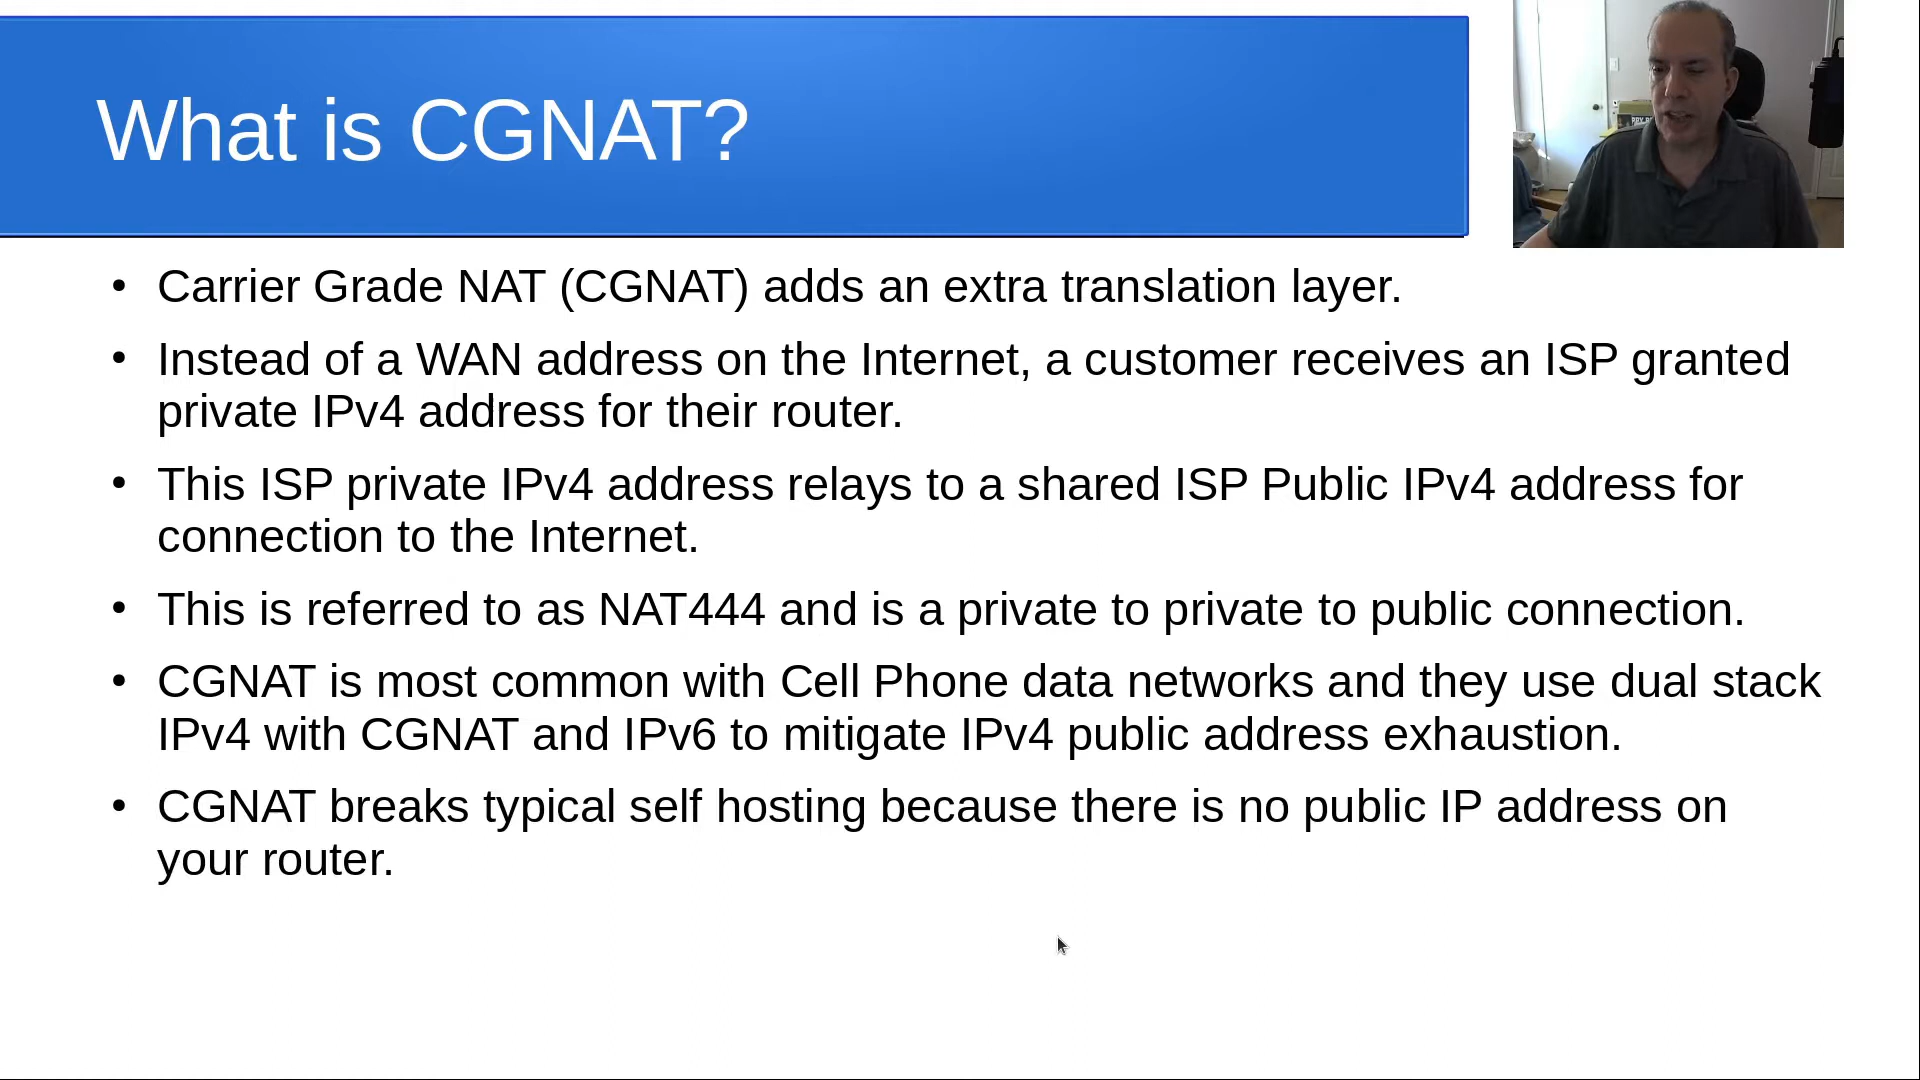 What is CGNAT?
• Carrier Grade NAT (CGNAT) adds an extra translation layer.
• Instead of a WAN address on the Internet, a customer receives an ISP granted
private IPv4 address for their router.
• This ISP private IPv4 address relays to a shared ISP Public IPv4 address for
connection to the Internet.
• This is referred to as NAT444 and is a private to private to public connection.
• CGNAT is most common with Cell Phone data networks and they use dual stack
IPv4 with CGNAT and IPv6 to mitigate IPv4 public address exhaustion.
• CGNAT breaks typical self hosting because there is no public IP address on
your router.